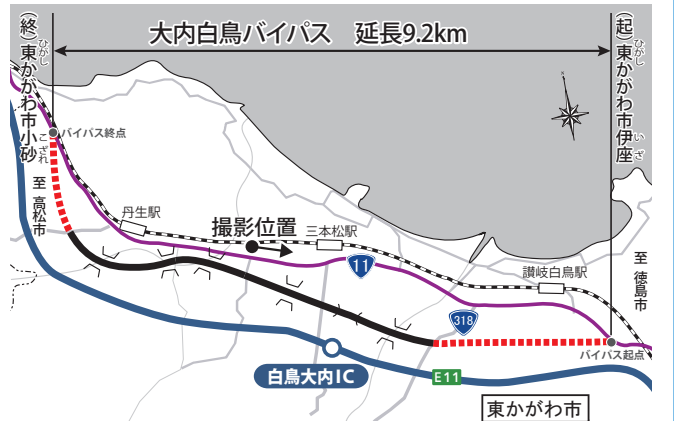 大内白鳥バイパス 延長9.2km
(終)東かがわ市小砂
ひがし
こざれ
(起)東かがわ市伊座
ひがし
いざ
バイパス終点
至高松市
丹生駅
撮影位置
三本松駅
11
讃岐白鳥駅
至徳島市
318
バイパス起点
白鳥大内IC
E11
東かがわ市